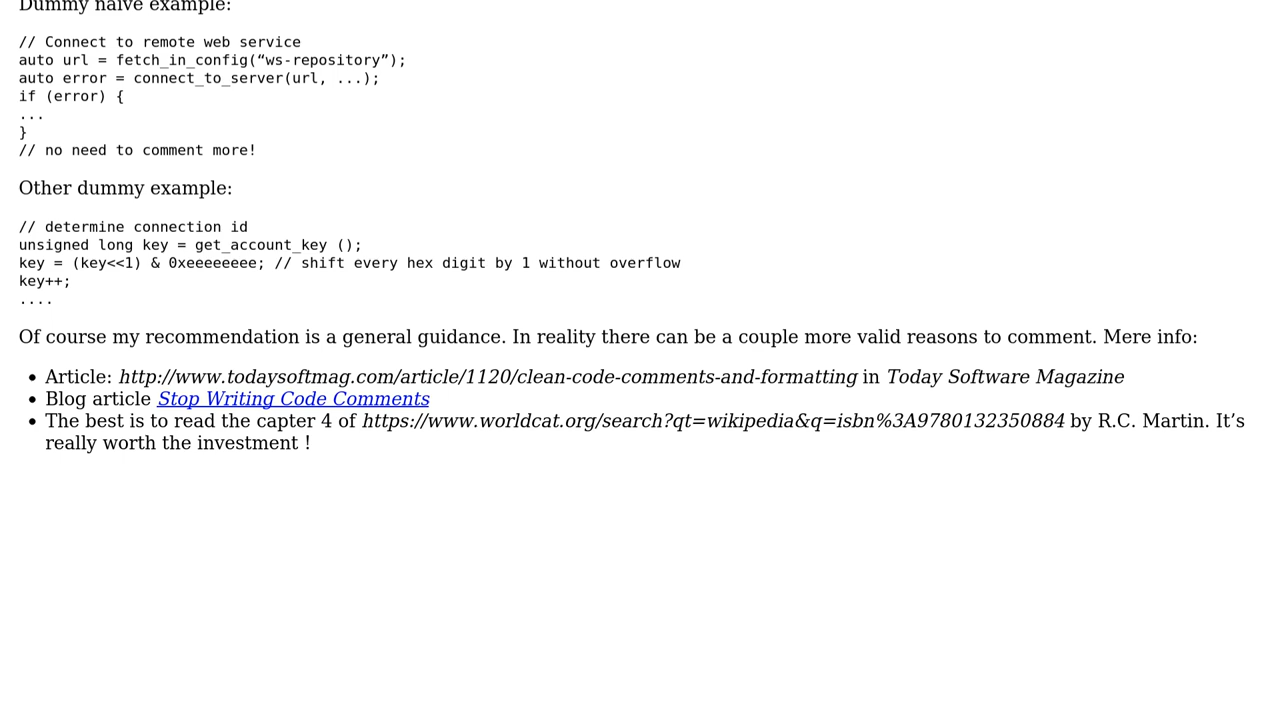 Dummy naive example:
// Connect to remote web service
auto url = fetch_in_config(“ws-repository”);
auto error = connect_to_server(url, ...);
if (error) {
...
}
// no need to comment more!
Other dummy example:
// determine connection id
unsigned long key = get_account_key ();
key = (key<<1) & 0xeeeeeeee; // shift every hex digit by 1 without overflow
key++;
....
Of course my recommendation is a general guidance. In reality there can be a couple more valid reasons to comment. Mere info:
• Article: http://www.todaysoftmag.com/article/1120/clean-code-comments-and-formatting in Today Software Magazine
• Blog article Stop Writing Code Comments
• The best is to read the capter 4 of https://www.worldcat.org/search?qt=wikipedia&q=isbn%3A9780132350884 by R.C. Martin. It’s
really worth the investment !